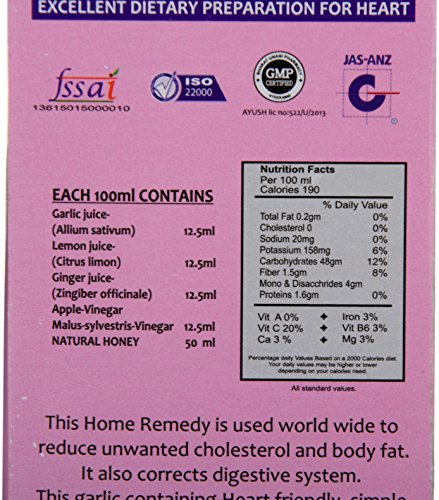 EXCELLENT DIETARY PREPARATION FOR HEART
fssai
13615015000010
ISO
22000
GMP
CERTIFIED
AYUSH lic no:522/U/2013
JAS-ANZ
C
®
EACH 100ml CONTAINS
Garlic juice-
(Allium sativum) 12.5ml
Lemon juice-
(Citrus limon) 12.5ml
Ginger juice-
(Zingiber officinale) 12.5ml
Apple-Vinegar
Malus-sylvestris-Vinegar 12.5ml
NATURAL HONEY 50 ml
Nutrition Facts
Per 100 ml
Calories 190
% Daily Value
Total Fat 0.2gm 0%
Cholesterol 0 0%
Sodium 20mg 0%
Potassium 158mg 6%
Carbohydrates 48gm 12%
Fiber 1.5gm 8%
Mono & Disacchrides 4gm
Proteins 1.6gm 0%
Vit A 0% ✦ Iron 3%
Vit C 20% ✦ Vit B6 3%
Ca 3 % ✦ Mg 3%
Percentage daily Values Based on a 2000 Calories diet.
Your daily values may be higher or lower
depending on your calories need.
All standard values.
This Home Remedy is used world wide to
reduce unwanted cholesterol and body fat.
It also corrects digestive system.
This garlic containing Heart friendly, simple